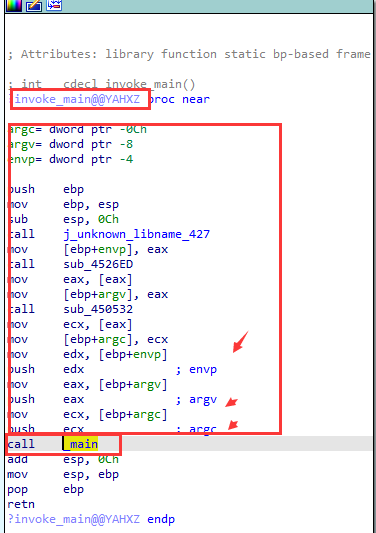 ; Attributes: library function static bp-based frame
; int cdecl invoke_main()
invoke_main@@YAHXZ proc near
argc= dword ptr -0Ch
argv= dword ptr -8
envp= dword ptr -4
push ebp
mov ebp, esp
sub esp, 0Ch
call j_unknown_libname_427
mov [ebp+envp], eax
call sub_4526ED
mov eax, [eax]
mov [ebp+argv], eax
call sub_450532
mov ecx, [eax]
mov [ebp+argc], ecx
mov edx, [ebp+envp]
push edx ; envp
mov eax, [ebp+argv]
push eax ; argv
mov ecx, [ebp+argc]
push ecx ; argc
call _main
add esp, 0Ch
mov esp, ebp
pop ebp
retn
?invoke_main@@YAHXZ endp